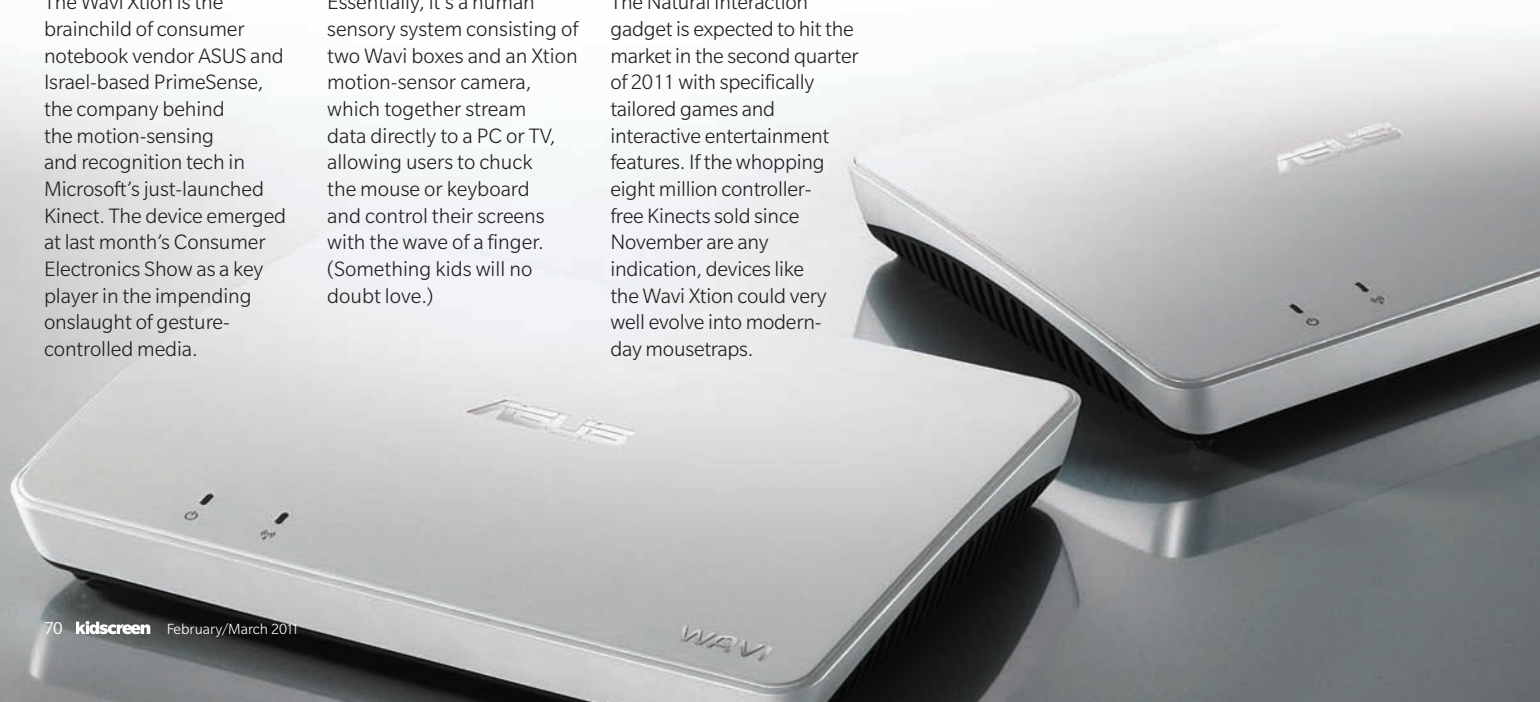 The Wavi Xtion is the
brainchild of consumer
notebook vendor ASUS and
Israel-based PrimeSense,
the company behind
the motion-sensing
and recognition tech in
Microsoft's just-launched
Kinect. The device emerged
at last month's Consumer
Electronics Show as a key
player in the impending
onslaught of gesture-
controlled media.
Essentially, it's a human
sensory system consisting of
two Wavi boxes and an Xtion
motion-sensor camera,
which together stream
data directly to a PC or TV,
allowing users to chuck
the mouse or keyboard
and control their screens
with the wave of a finger.
(Something kids will no
doubt love.)
The Natural Interaction
gadget is expected to hit the
market in the second quarter
of 2011 with specifically
tailored games and
interactive entertainment
features. If the whopping
eight million controller-
free Kinects sold since
November are any
indication, devices like
the Wavi Xtion could very
well evolve into modern-
day mousetraps.
ASUS
ASUS
WAVI
70 kidscreen February/March 2011